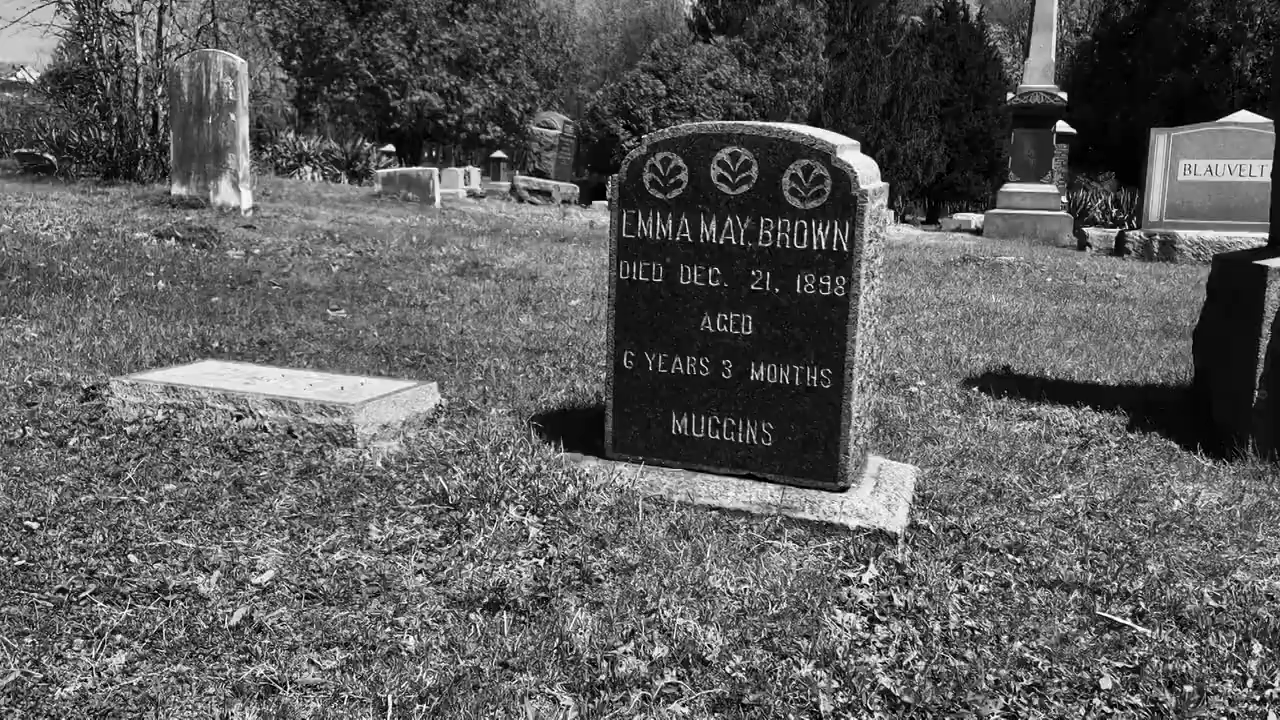 EMMA MAY BROWN
DIED DEC. 21, 1898
AGED
6 YEARS 3 MONTHS
MUGGINS
BLAUVELT